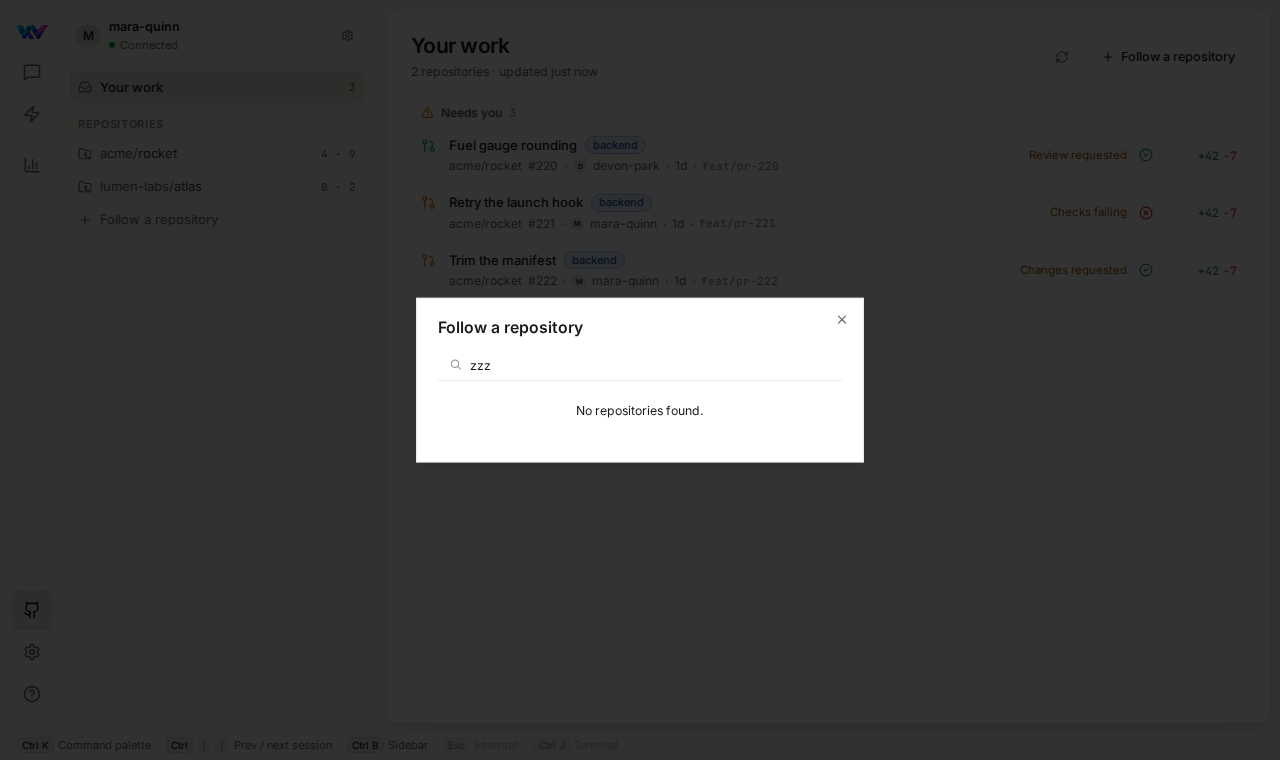 mara-quinn
Connected
Your work 3
REPOSITORIES
acme/rocket 4 · 9
lumen-labs/atlas 0 · 2
Follow a repository
Your work
2 repositories · updated just now
Follow a repository
Needs you 3
Fuel gauge rounding backend
acme/rocket #220 · D devon-park · 1d · feat/pr-220
Review requested +42 -7
Retry the launch hook backend
acme/rocket #221 · M mara-quinn · 1d · feat/pr-221
Checks failing +42 -7
Trim the manifest backend
acme/rocket #222 · M mara-quinn · 1d · feat/pr-222
Changes requested +42 -7
Follow a repository
zzz
No repositories found.
Ctrl K Command palette Ctrl [ ] Prev / next session Ctrl B Sidebar Esc Interrupt Ctrl J Terminal